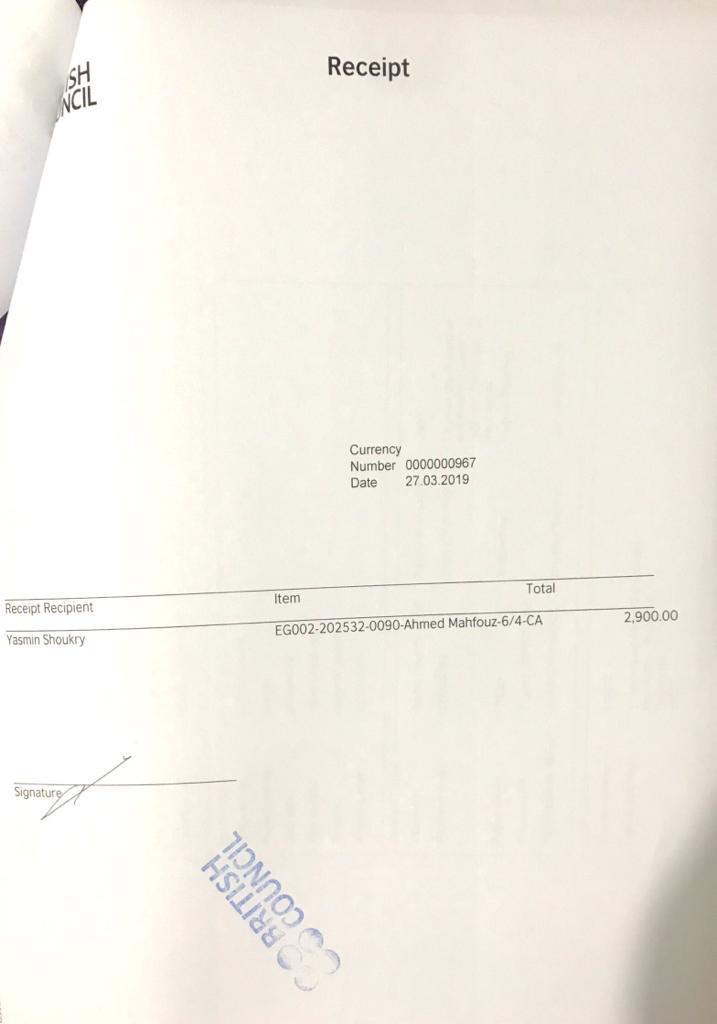 Receipt
SH
NCIL
Currency
Number 0000000967
Date 27.03.2019
Receipt Recipient Item Total
Yasmin Shoukry EG002-202532-0090-Ahmed Mahfouz-6/4-CA 2,900.00
Signature
BRITISH
COUNCIL